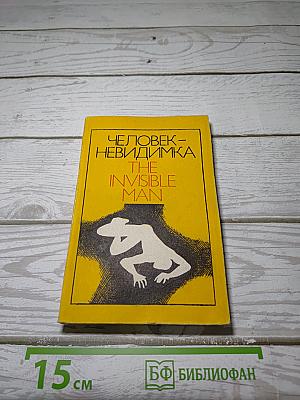 ЧЕЛОВЕК-
НЕВИДИМКА
THE
INVISIBLE
MAN
15 см
БФ БИБЛИОФАН